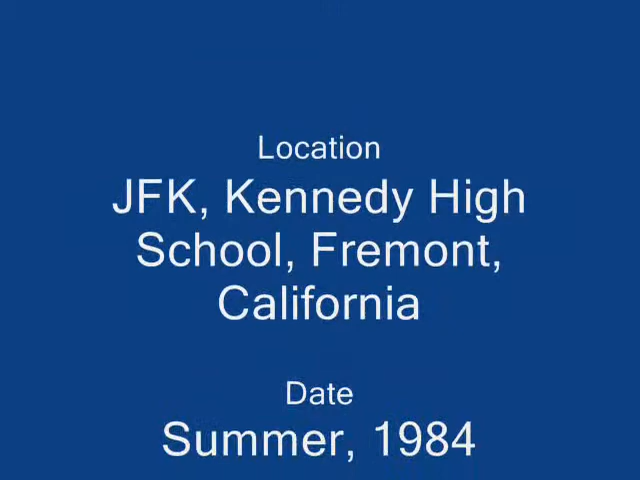 Location
JFK, Kennedy High
School, Fremont,
California
Date
Summer, 1984